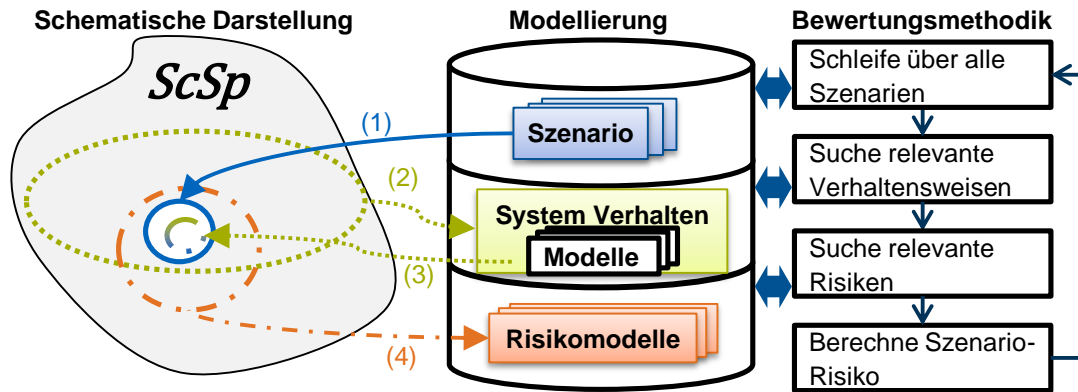 Schematische Darstellung
ScSp
(1)
(2)
(3)
(4)
Modellierung
Szenario
System Verhalten
Modelle
Risikomodelle
Bewertungsmethodik
Schleife über alle
Szenarien
Suche relevante
Verhaltensweisen
Suche relevante
Risiken
Berechne Szenario-
Risiko